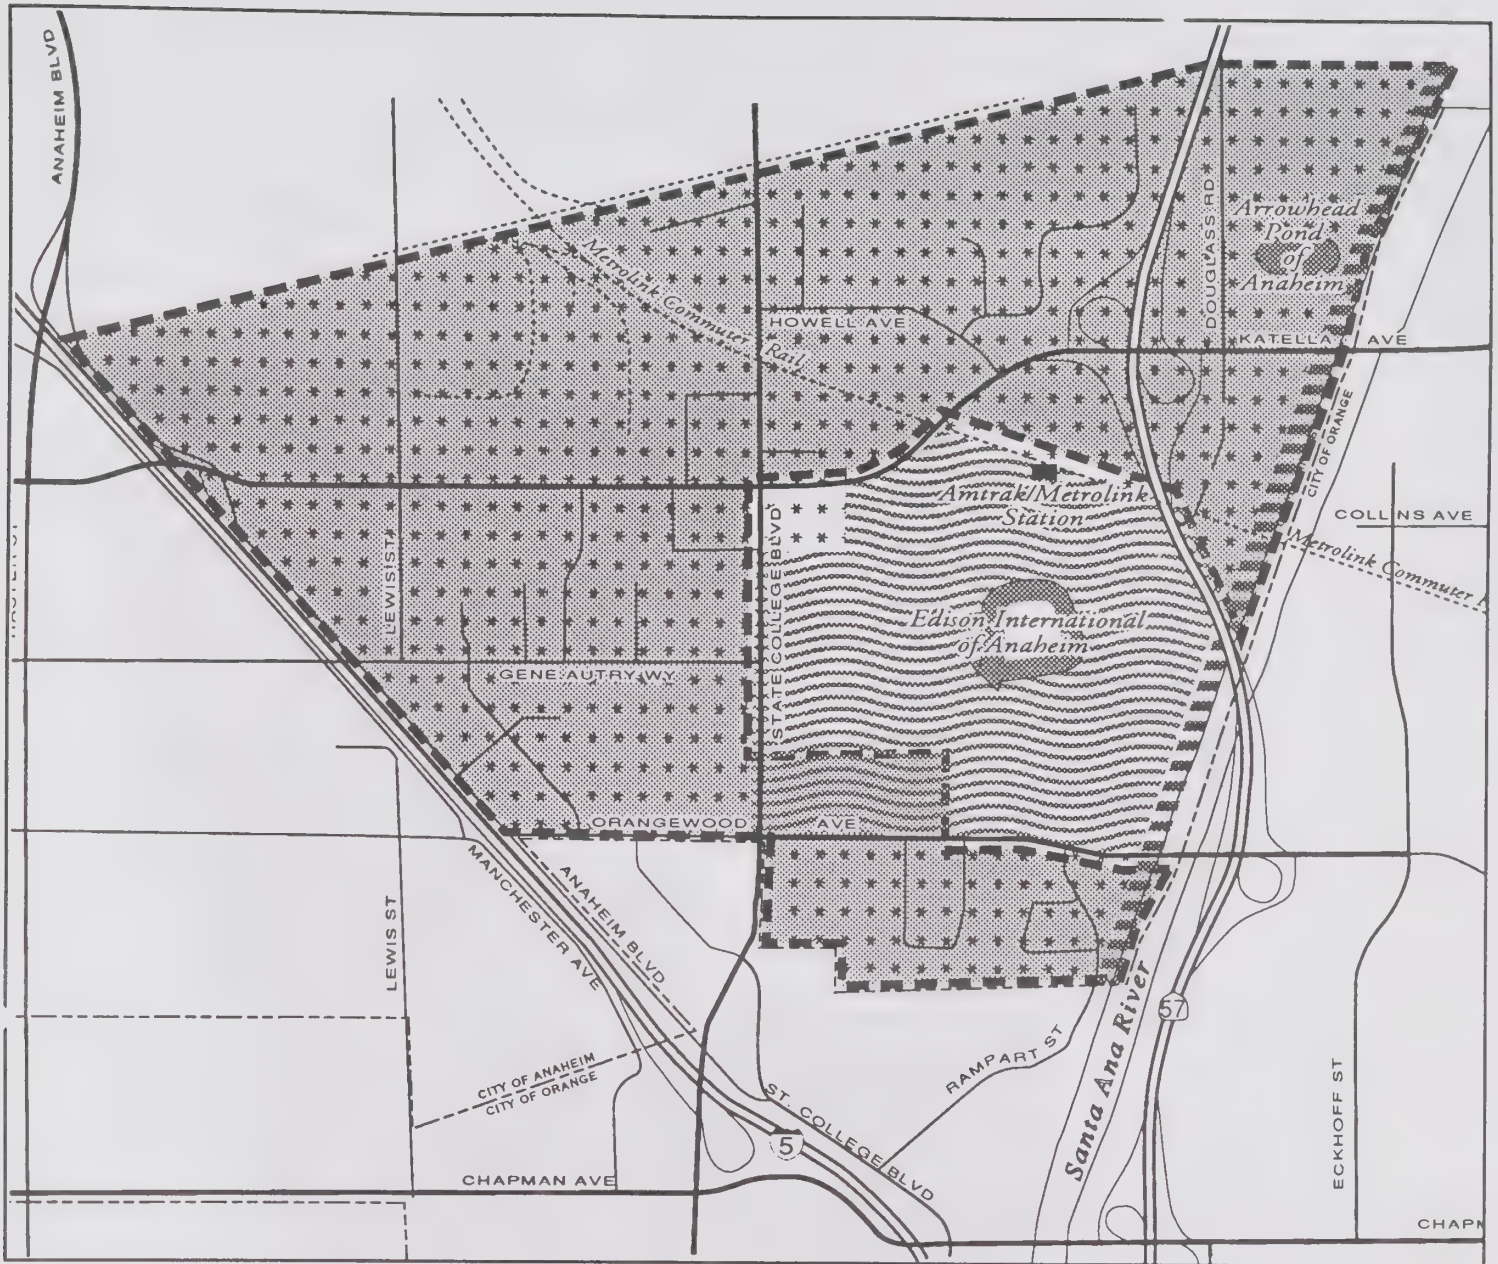 ANAHEIM BLVD
DOUGLASS RD
Arrowhead
Pond
of
Anaheim
Metrolink Commuter Rail
HOWELL AVE
KATELLA AVE
CITY OF ORANGE
Amtrak/Metrolink
Station
COLLINS AVE
Metrolink Commuter
LEWIS ST
STATE COLLEGE BLVD
Edison International
of Anaheim
GENE AUTRY WY
ORANGEWOOD AVE
MANCHESTER AVE
ANAHEIM BLVD
LEWIS ST
Santa Ana River
57
RAMPART ST
CITY OF ANAHEIM
CITY OF ORANGE
ECKHOFF ST
ST. COLLEGE BLVD
5
CHAPMAN AVE